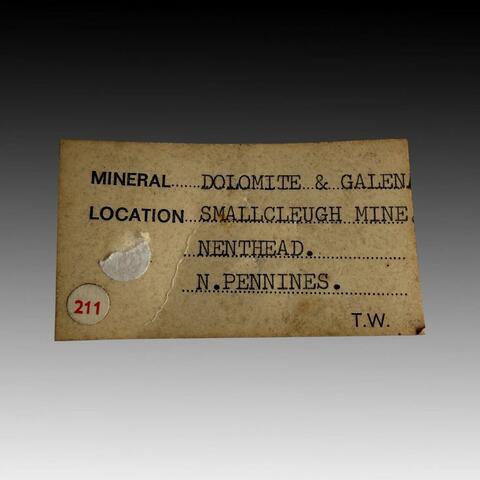 MINERAL DOLOMITE & GALENA
LOCATION SMALLCLEUGH MINE.
NENTHEAD.
N.PENNINES.
211
T.W.